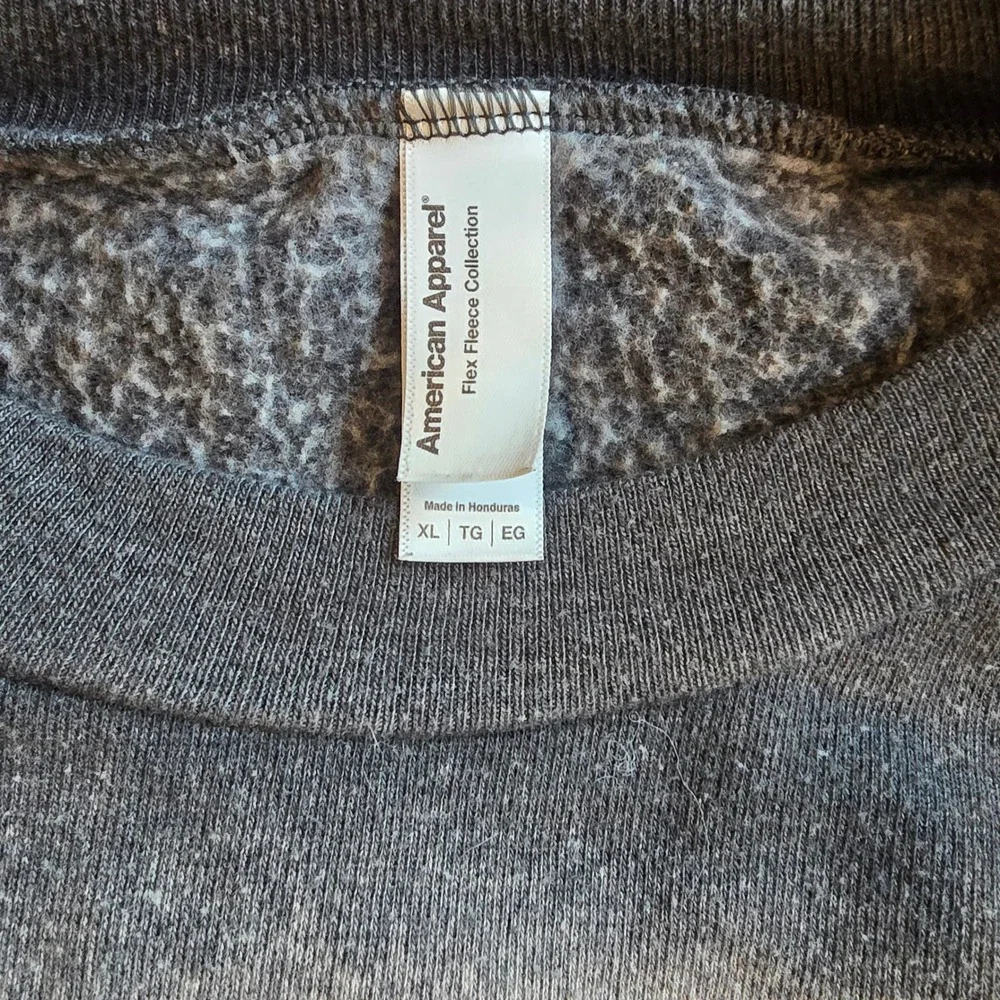 American Apparel®
Flex Fleece Collection
Made in Honduras
XL | TG | EG